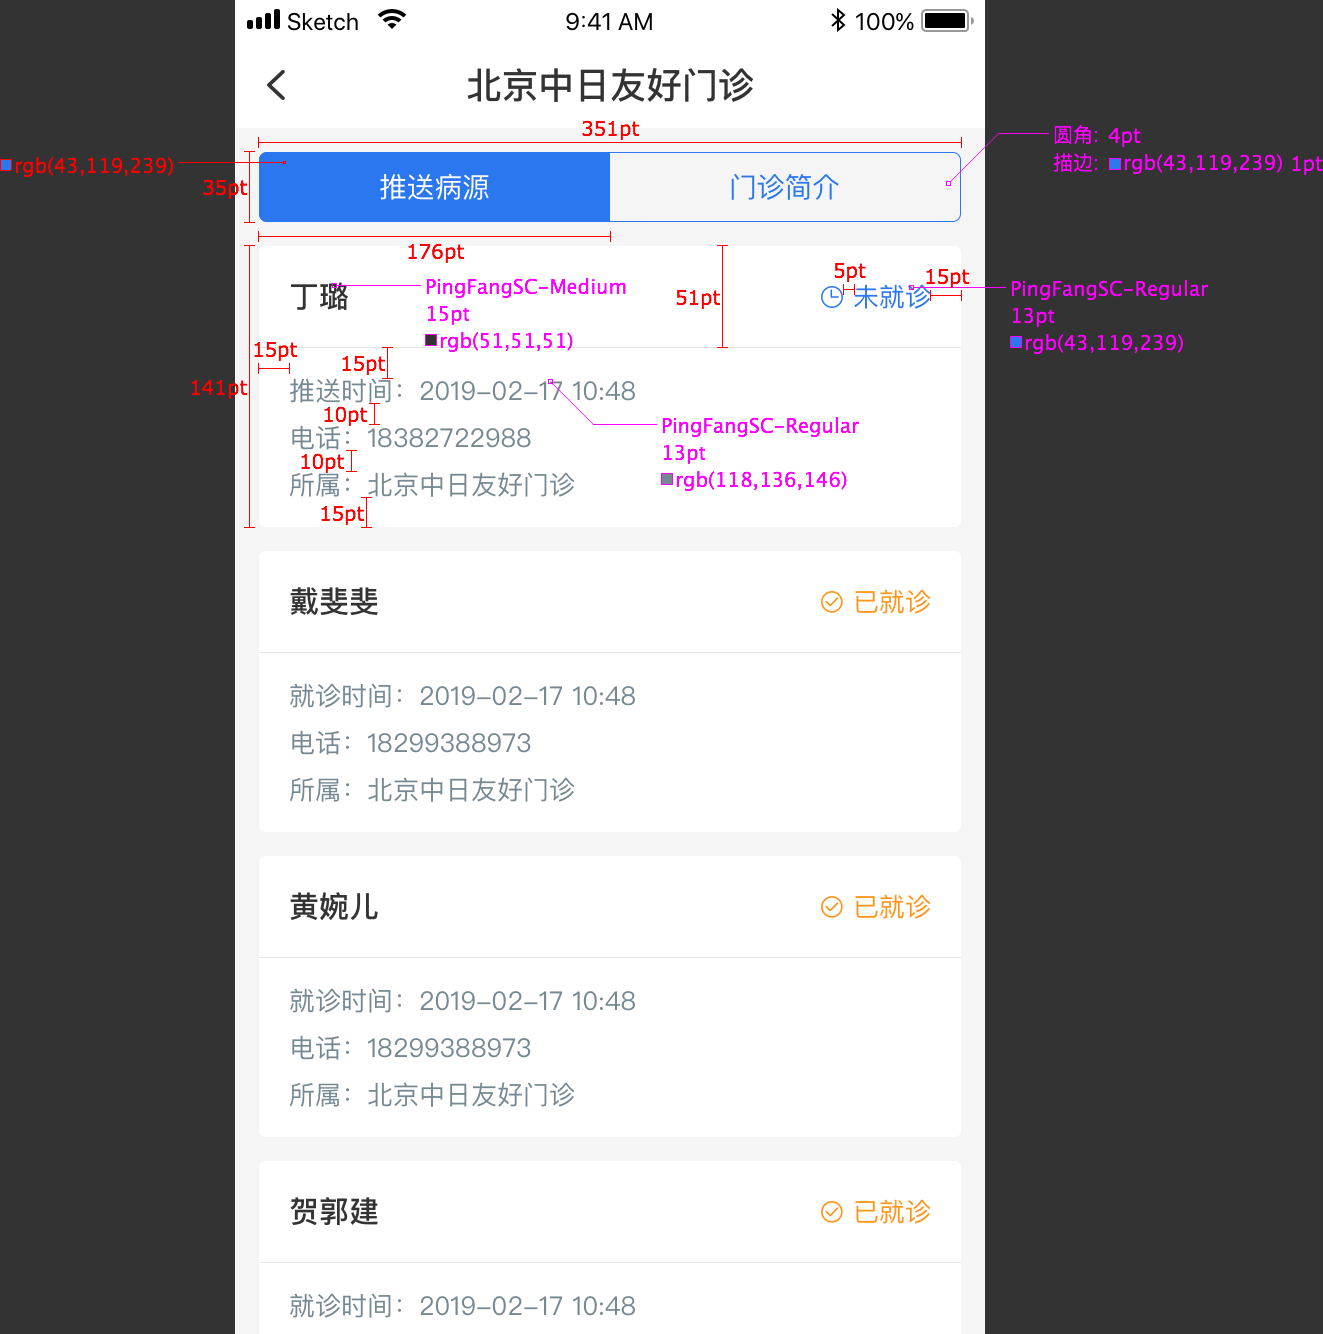 Sketch 9:41 AM 100%
北京中日友好门诊
351pt
圆角: 4pt
描边: rgb(43,119,239) 1pt
rgb(43,119,239)
35pt
推送病源 门诊简介
176pt
丁璐
PingFangSC-Medium
15pt
rgb(51,51,51)
51pt
5pt
15pt
未就诊
PingFangSC-Regular
13pt
rgb(43,119,239)
15pt
15pt
141pt
推送时间：2019-02-17 10:48
10pt
电话：18382722988
10pt
所属：北京中日友好门诊
15pt
PingFangSC-Regular
13pt
rgb(118,136,146)
戴斐斐 已就诊
就诊时间：2019-02-17 10:48
电话：18299388973
所属：北京中日友好门诊
黄婉儿 已就诊
就诊时间：2019-02-17 10:48
电话：18299388973
所属：北京中日友好门诊
贺郭建 已就诊
就诊时间：2019-02-17 10:48